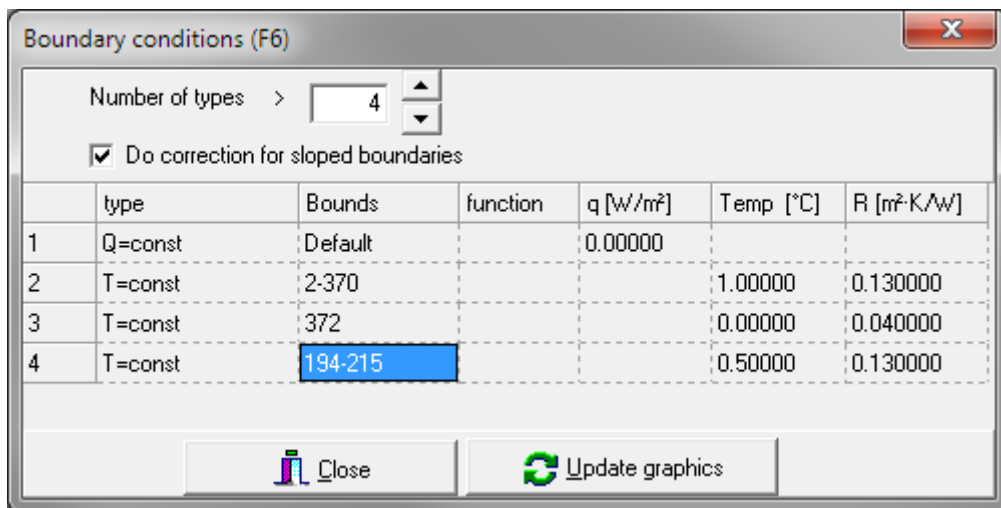 Boundary conditions (F6)
Number of types > 4
Do correction for sloped boundaries
type Bounds function q [W/m²] Temp [°C] R [m²·K/W]
1 Q=const Default 0.00000
2 T=const 2-370 1.00000 0.130000
3 T=const 372 0.00000 0.040000
4 T=const 194-215 0.50000 0.130000
Close Update graphics